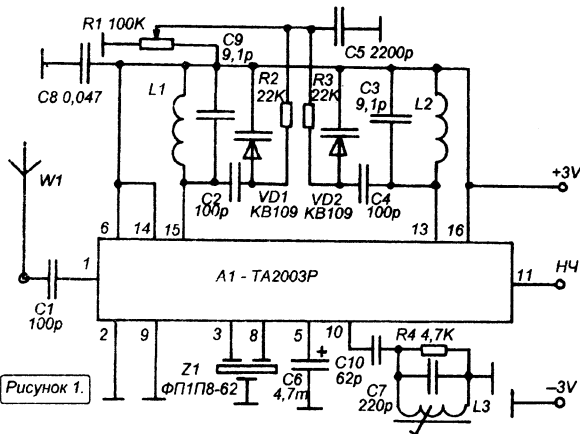 R1 100K
C9
9,1p
C5 2200p
C8 0,047
L1
R2
22K
R3
22K
C3
9,1p
L2
W1
C2
100p
VD1
KB109
VD2
KB109
C4
100p
+3V
6
14
15
13
16
1
A1 - TA2003P
11
НЧ
C1
100p
2
9
3
8
5
10
R4 4,7K
Z1
ФП1П8-62
+
C6
4,7m
C10
62p
C7
220p
L3
–3V
Рисунок 1.